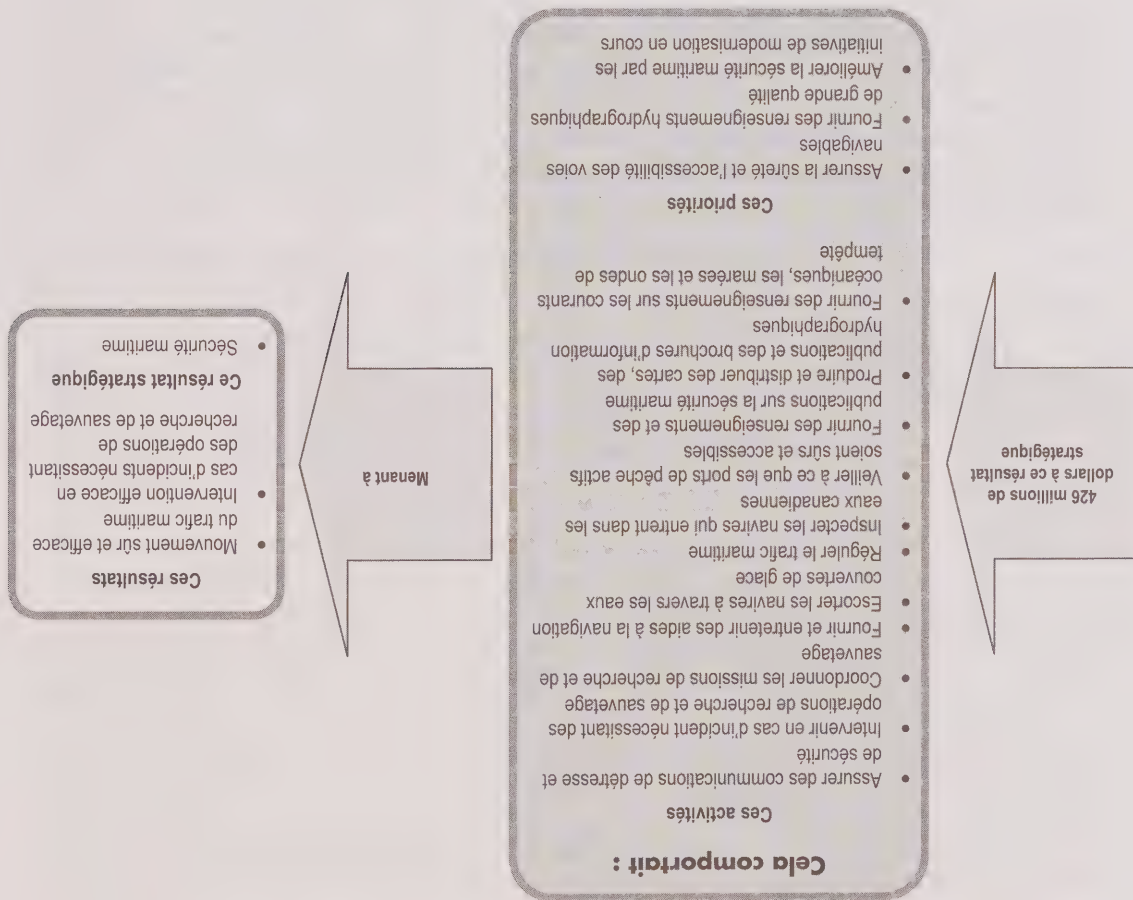 426 millions de
dollars à ce résultat
stratégique
Cela comportait :
Ces activités
• Assurer des communications de détresse et
de sécurité
• Intervenir en cas d'incident nécessitant des
opérations de recherche et de sauvetage
• Coordonner les missions de recherche et de
sauvetage
• Fournir et entretenir des aides à la navigation
• Escorter les navires à travers les eaux
couvertes de glace
• Réguler le trafic maritime
• Inspecter les navires qui entrent dans les
eaux canadiennes
• Veiller à ce que les ports de pêche actifs
soient sûrs et accessibles
• Fournir des renseignements et des
publications sur la sécurité maritime
• Produire et distribuer des cartes, des
publications et des brochures d'information
hydrographiques
• Fournir des renseignements sur les courants
océaniques, les marées et les ondes de
tempête
Ces priorités
• Assurer la sûreté et l'accessibilité des voies
navigables
• Fournir des renseignements hydrographiques
de grande qualité
• Améliorer la sécurité maritime par les
initiatives de modernisation en cours
Menant à
Ces résultats
• Mouvement sûr et efficace
du trafic maritime
• Intervention efficace en
cas d'incidents nécessitant
des opérations de
recherche et de sauvetage
Ce résultat stratégique
• Sécurité maritime